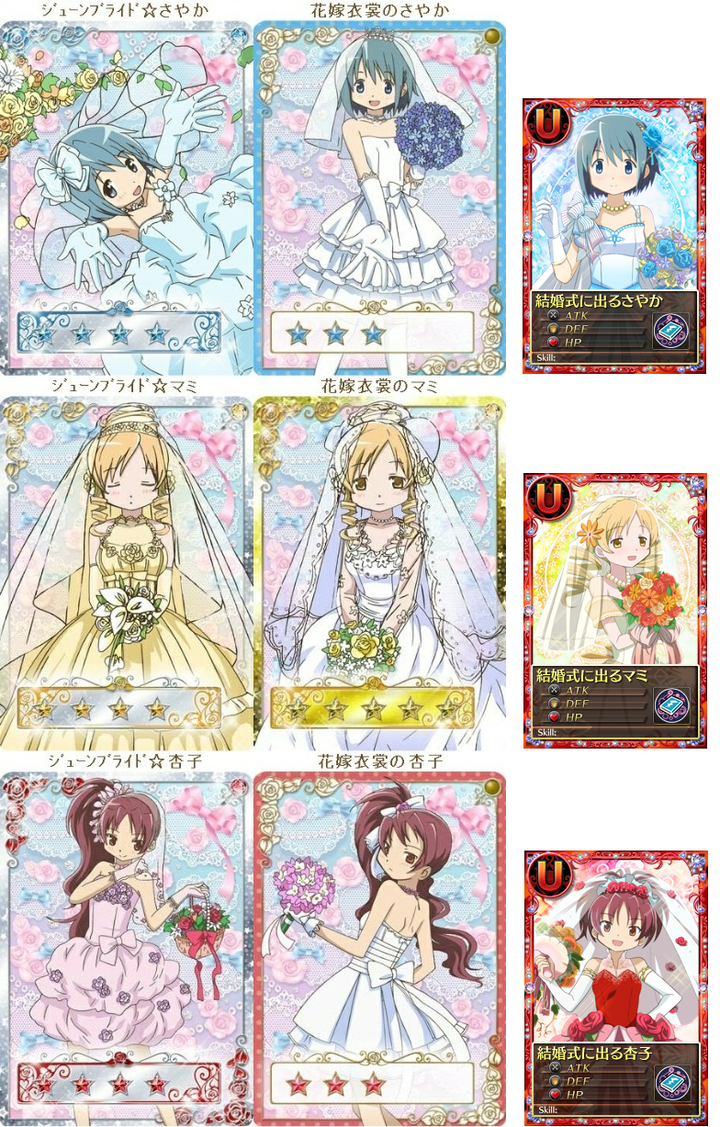 ｼﾞｭｰﾝﾌﾞﾗｲﾄﾞ☆さやか
花嫁衣裳のさやか
U
結婚式に出るさやか
ATK
DEF
HP
Skill:
ｼﾞｭｰﾝﾌﾞﾗｲﾄﾞ☆マミ
花嫁衣裳のマミ
U
結婚式に出るマミ
ATK
DEF
HP
Skill:
ｼﾞｭｰﾝﾌﾞﾗｲﾄﾞ☆杏子
花嫁衣裳の杏子
U
結婚式に出る杏子
ATK
DEF
HP
Skill: